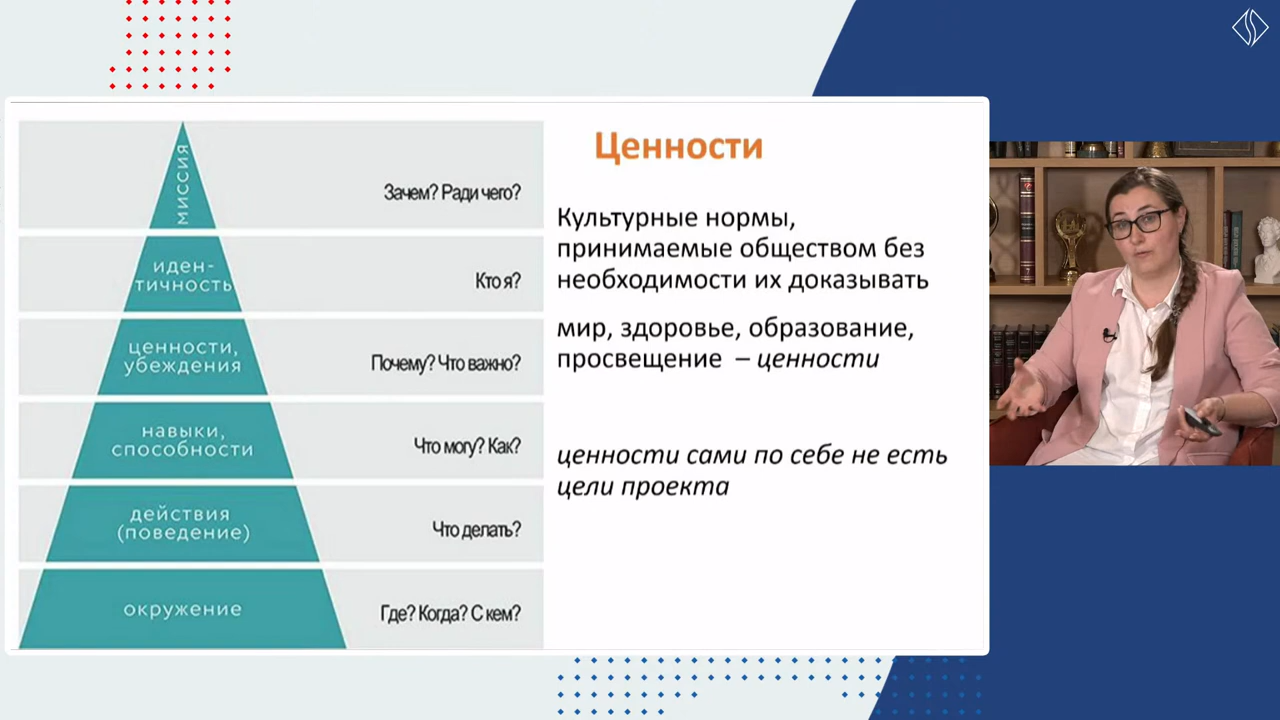 миссия
Зачем? Ради чего?
иден-
тичность
Кто я?
ценности,
убеждения
Почему? Что важно?
навыки,
способности
Что могу? Как?
действия
(поведение)
Что делать?
окружение
Где? Когда? С кем?
Ценности
Культурные нормы,
принимаемые обществом без
необходимости их доказывать
мир, здоровье, образование,
просвещение – ценности
ценности сами по себе не есть
цели проекта